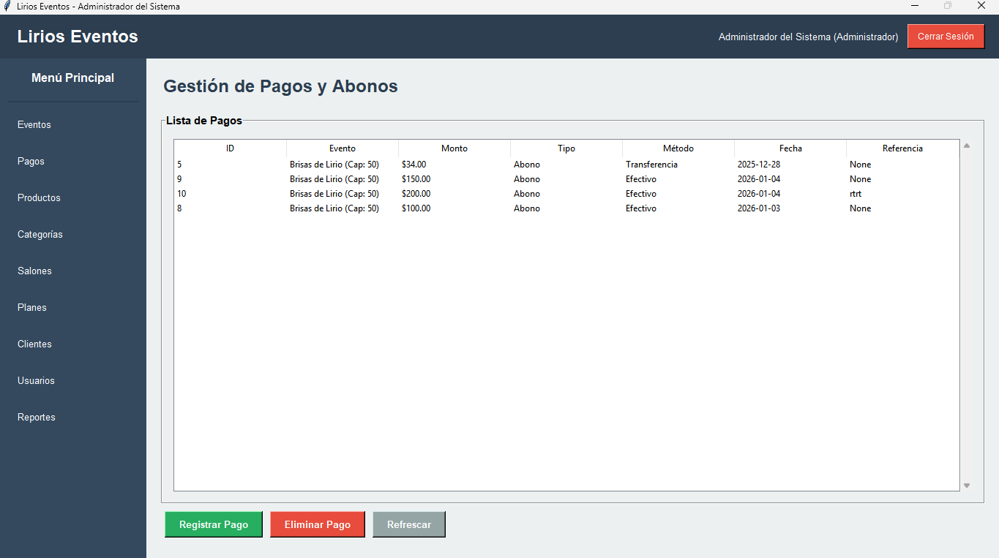 Lirios Eventos - Administrador del Sistema
Lirios Eventos
Administrador del Sistema (Administrador)
Cerrar Sesión
Menú Principal
Eventos
Pagos
Productos
Categorías
Salones
Planes
Clientes
Usuarios
Reportes
Gestión de Pagos y Abonos
Lista de Pagos
ID Evento Monto Tipo Método Fecha Referencia
5 Brisas de Lirio (Cap: 50) $34.00 Abono Transferencia 2025-12-28 None
9 Brisas de Lirio (Cap: 50) $150.00 Abono Efectivo 2026-01-04 None
10 Brisas de Lirio (Cap: 50) $200.00 Abono Efectivo 2026-01-04 rtrt
8 Brisas de Lirio (Cap: 50) $100.00 Abono Efectivo 2026-01-03 None
Registrar Pago
Eliminar Pago
Refrescar